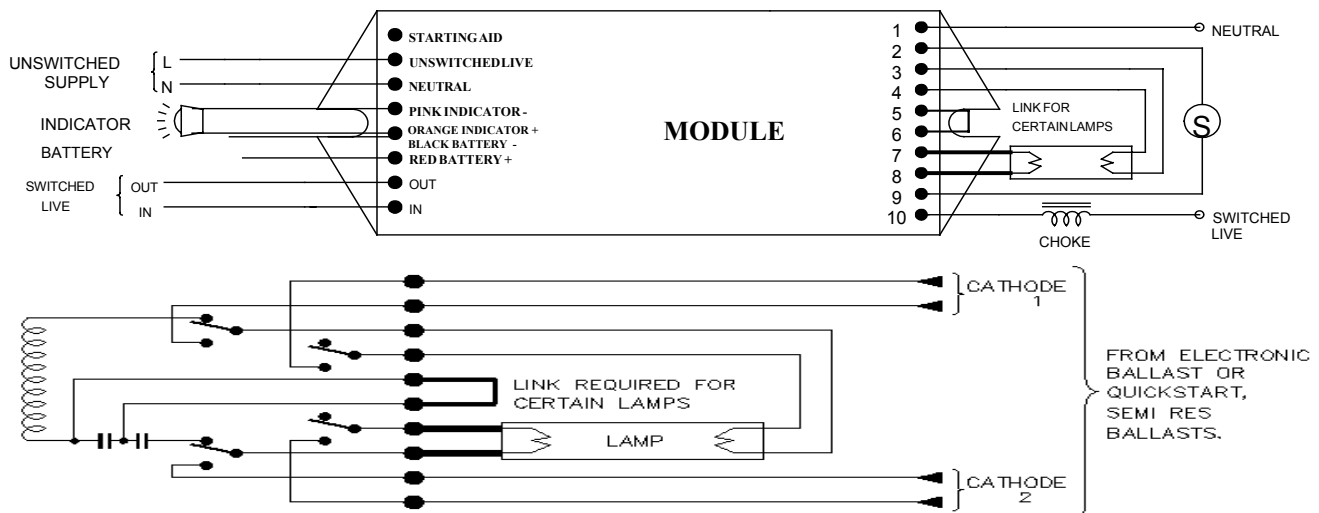 STARTING AID
UNSWITCHED LIVE
NEUTRAL
PINK INDICATOR -
ORANGE INDICATOR +
BLACK BATTERY -
RED BATTERY +
OUT
IN
UNSWITCHED
SUPPLY
L
N
INDICATOR
BATTERY
SWITCHED
LIVE
OUT
IN
MODULE
1
2
3
4
5
6
7
8
9
10
NEUTRAL
LINK FOR
CERTAIN LAMPS
S
CHOKE
SWITCHED
LIVE
CATHODE
1
LINK REQUIRED FOR
CERTAIN LAMPS
LAMP
CATHODE
2
FROM ELECTRONIC
BALLAST OR
QUICKSTART,
SEMI RES
BALLASTS.